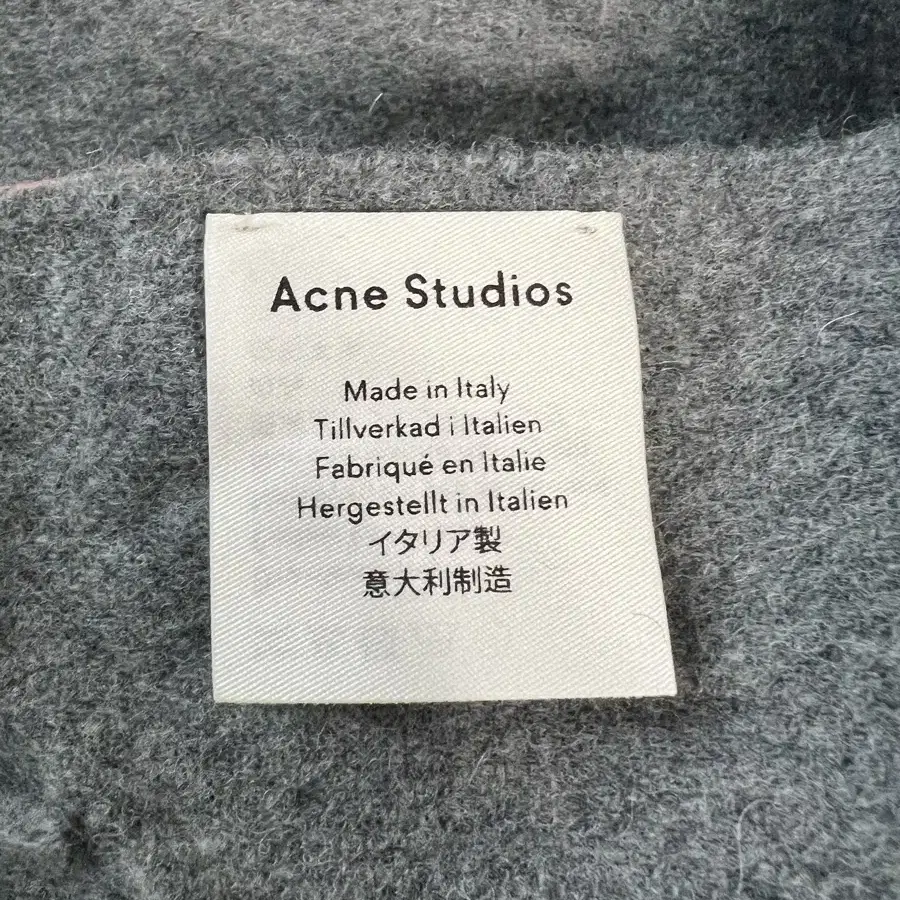 Acne Studios
Made in Italy
Tillverkad i Italien
Fabriqué en Italie
Hergestellt in Italien
イタリア製
意大利制造